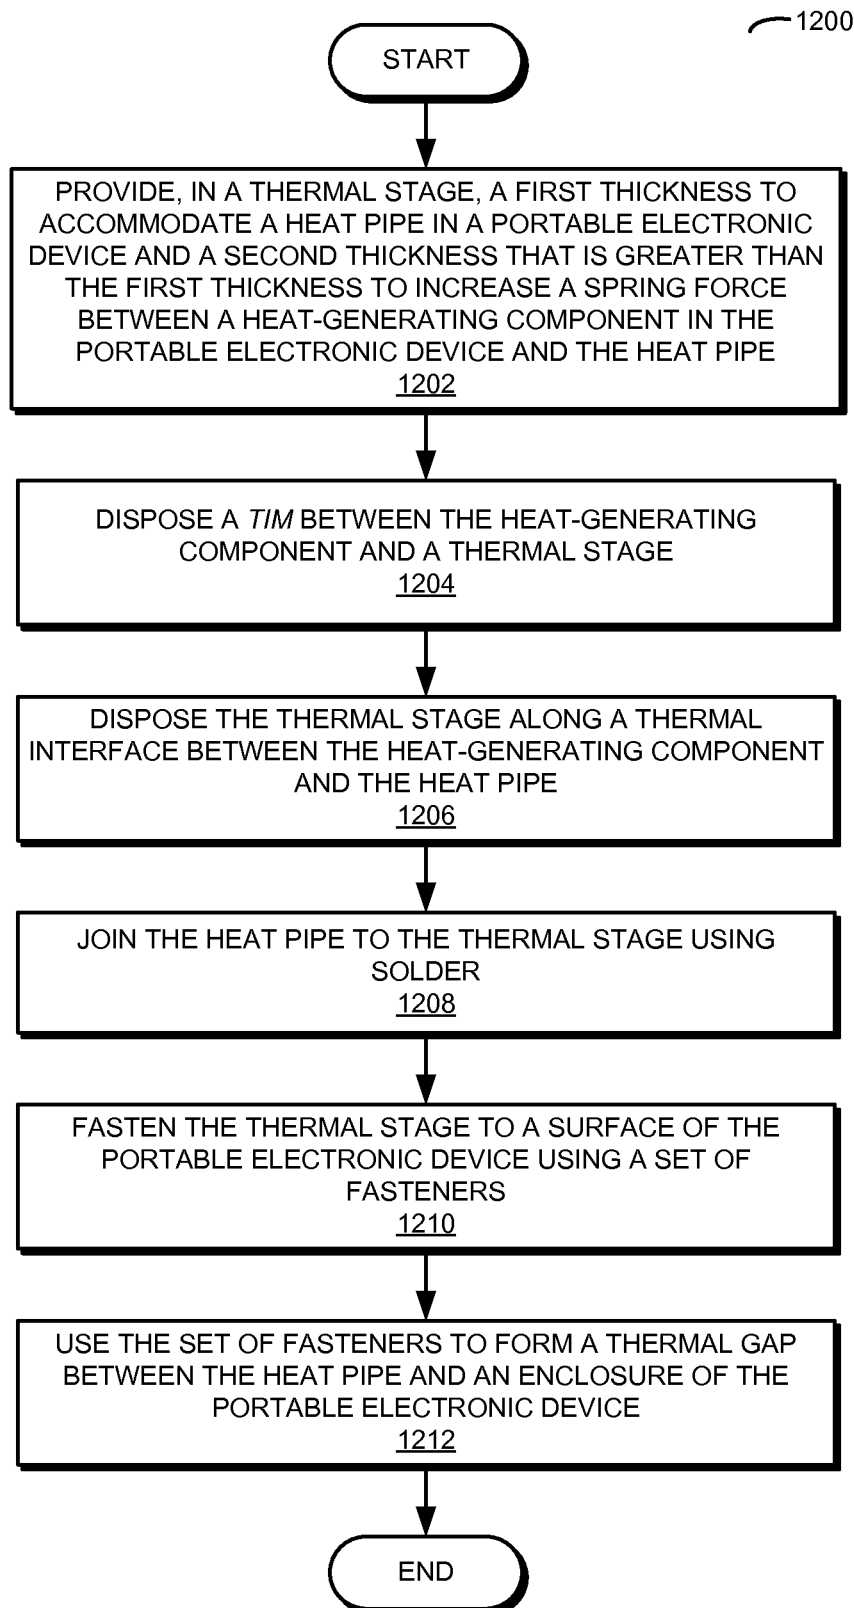 1200
START
PROVIDE, IN A THERMAL STAGE, A FIRST THICKNESS TO
ACCOMMODATE A HEAT PIPE IN A PORTABLE ELECTRONIC
DEVICE AND A SECOND THICKNESS THAT IS GREATER THAN
THE FIRST THICKNESS TO INCREASE A SPRING FORCE
BETWEEN A HEAT-GENERATING COMPONENT IN THE
PORTABLE ELECTRONIC DEVICE AND THE HEAT PIPE
1202
DISPOSE A TIM BETWEEN THE HEAT-GENERATING
COMPONENT AND A THERMAL STAGE
1204
DISPOSE THE THERMAL STAGE ALONG A THERMAL
INTERFACE BETWEEN THE HEAT-GENERATING COMPONENT
AND THE HEAT PIPE
1206
JOIN THE HEAT PIPE TO THE THERMAL STAGE USING
SOLDER
1208
FASTEN THE THERMAL STAGE TO A SURFACE OF THE
PORTABLE ELECTRONIC DEVICE USING A SET OF
FASTENERS
1210
USE THE SET OF FASTENERS TO FORM A THERMAL GAP
BETWEEN THE HEAT PIPE AND AN ENCLOSURE OF THE
PORTABLE ELECTRONIC DEVICE
1212
END